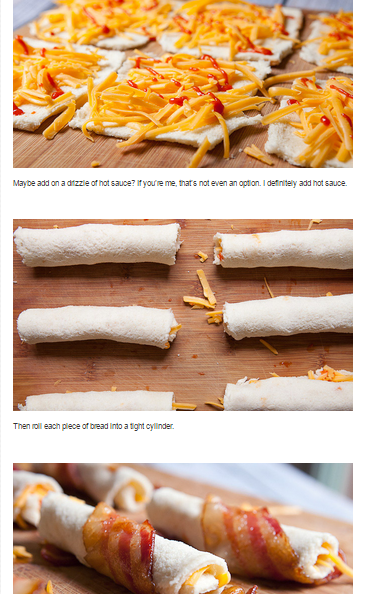 Maybe add on a drizzle of hot sauce? If you're me, that's not even an option. I definitely add hot sauce.
Then roll each piece of bread into a tight cylinder.